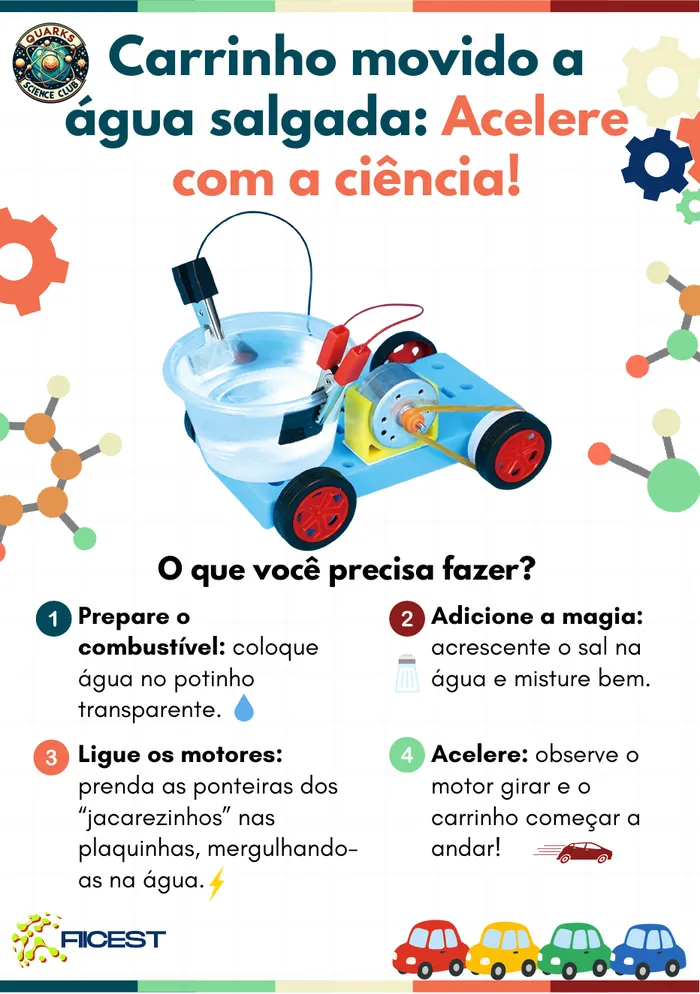 QUARKS
SCIENCE CLUB
Carrinho movido a
água salgada: Acelere
com a ciência!
O que você precisa fazer?
1 Prepare o
combustível: coloque
água no potinho
transparente.
2 Adicione a magia:
acrescente o sal na
água e misture bem.
3 Ligue os motores:
prenda as ponteiras dos
“jacarezinhos” nas
plaquinhas, mergulhando-
as na água.
4 Acelere: observe o
motor girar e o
carrinho começar a
andar!